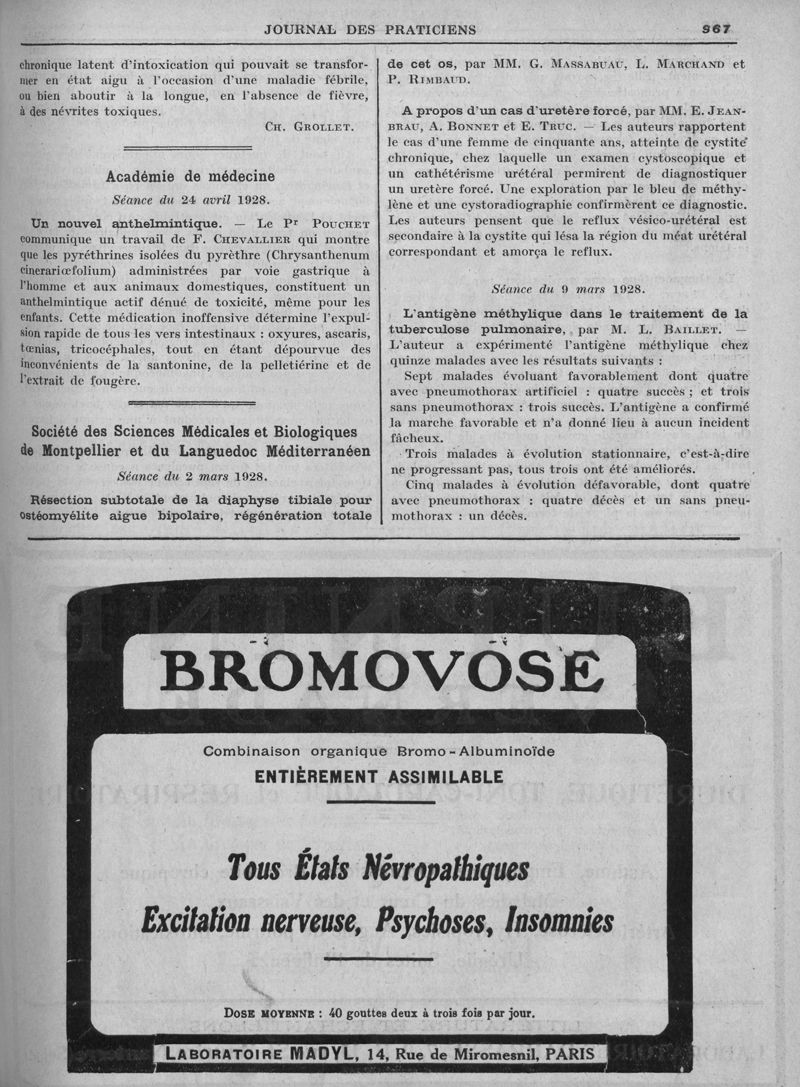 JOURNAL DES PRATICIENS
967
chronique latent d'intoxication qui pouvait se transfor-
mer en état aigu à l'occasion d'une maladie fébrile,
ou bien aboutir à la longue, en l'absence de fièvre,
à des névrites toxiques.
CH. GROLLET.
Académie de médecine
Séance du 24 avril 1928.
Un nouvel anthelmintique. — Le Pr POUCHET
communique un travail de F. CHEVALLIER qui montre
que les pyréthrines isolées du pyrèthre (Chrysanthenum
cinerariœfolium) administrées par voie gastrique à
l'homme et aux animaux domestiques, constituent un
anthelmintique actif dénué de toxicité, même pour les
enfants. Cette médication inoffensive détermine l'expul-
sion rapide de tous les vers intestinaux : oxyures, ascaris,
tœnias, tricocéphales, tout en étant dépourvue des
inconvénients de la santonine, de la pelletiérine et de
l'extrait de fougère.
Société des Sciences Médicales et Biologiques
de Montpellier et du Languedoc Méditerranéen
Séance du 2 mars 1928.
Résection subtotale de la diaphyse tibiale pour
ostéomyélite aigue bipolaire, régénération totale
de cet os, par MM. G. MASSABUAU, L. MARCHAND et
P. RIMBAUD.
A propos d'un cas d'uretère forcé, par MM. E. JEAN-
BRAU, A. BONNET et E. TRUC. — Les auteurs rapportent
le cas d'une femme de cinquante ans, atteinte de cystite
chronique, chez laquelle un examen cystoscopique et
un cathétérisme urétéral permirent de diagnostiquer
un uretère forcé. Une exploration par le bleu de méthy-
lène et une cystoradiographie confirmèrent ce diagnostic.
Les auteurs pensent que le reflux vésico-urétéral est
secondaire à la cystite qui lésa la région du méat urétéral
correspondant et amorça le reflux.
Séance du 9 mars 1928.
L'antigène méthylique dans le traitement de la
tuberculose pulmonaire, par M. L. BAILLET. —
L'auteur a expérimenté l'antigène méthylique chez
quinze malades avec les résultats suivants :
Sept malades évoluant favorablement dont quatre
avec pneumothorax artificiel : quatre succès ; et trois
sans pneumothorax : trois succès. L'antigène a confirmé
la marche favorable et n'a donné lieu à aucun incident
fâcheux.
Trois malades à évolution stationnaire, c'est-à-dire
ne progressant pas, tous trois ont été améliorés.
Cinq malades à évolution défavorable, dont quatre
avec pneumothorax : quatre décès et un sans pneu-
mothorax : un décès.
BROMOVOSE
Combinaison organique Bromo-Albuminoïde
ENTIÈREMENT ASSIMILABLE
Tous États Névropathiques
Excitation nerveuse, Psychoses, Insomnies
DOSE MOYENNE : 40 gouttes deux à trois fois par jour.
LABORATOIRE MADYL, 14, Rue de Miromesnil, PARIS